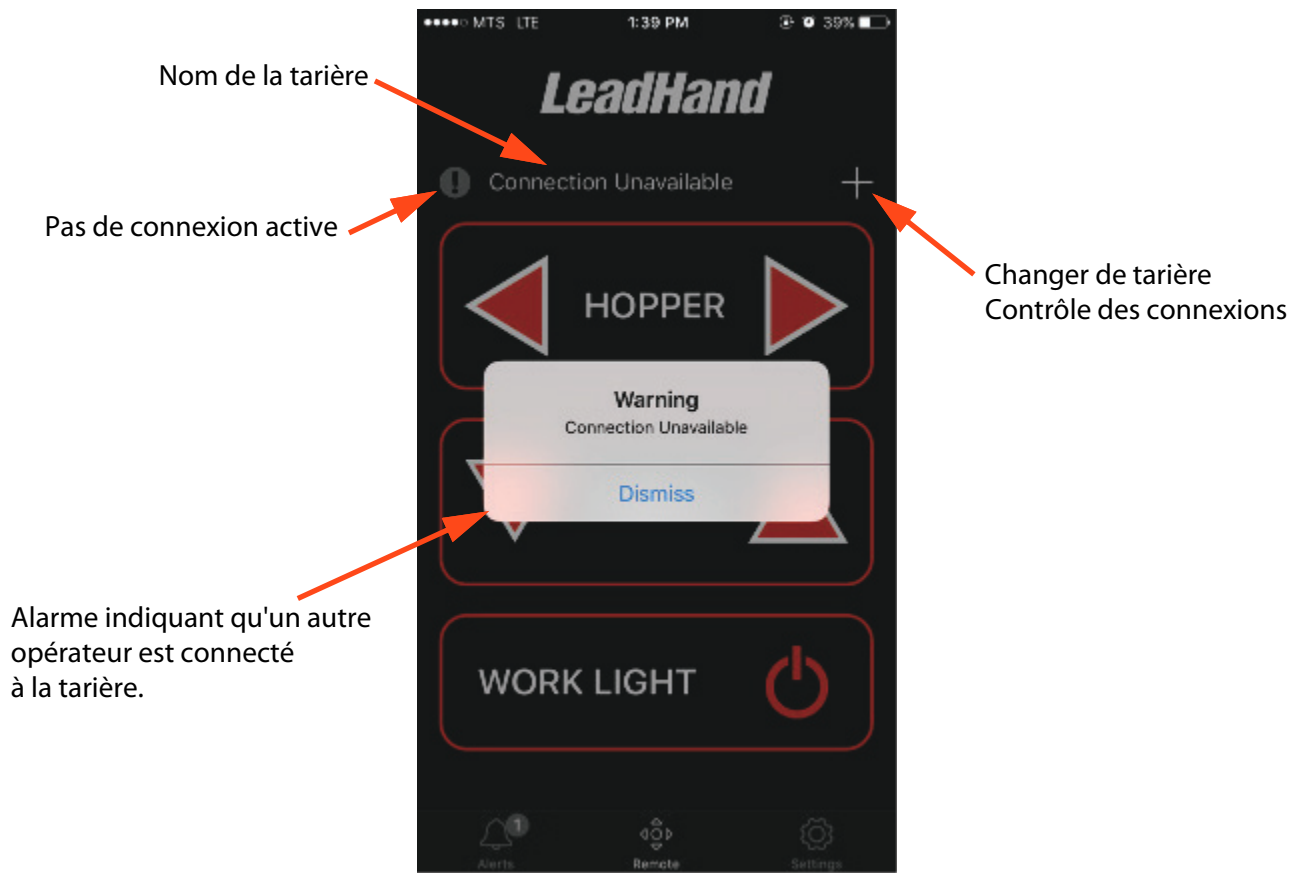 MTS LTE 1:39 PM 39%
LeadHand
Nom de la tarière
Connection Unavailable
Pas de connexion active
Changer de tarière
Contrôle des connexions
HOPPER
Warning
Connection Unavailable
Dismiss
Alarme indiquant qu'un autre
opérateur est connecté
à la tarière.
WORK LIGHT
1
Alerts Remote Settings